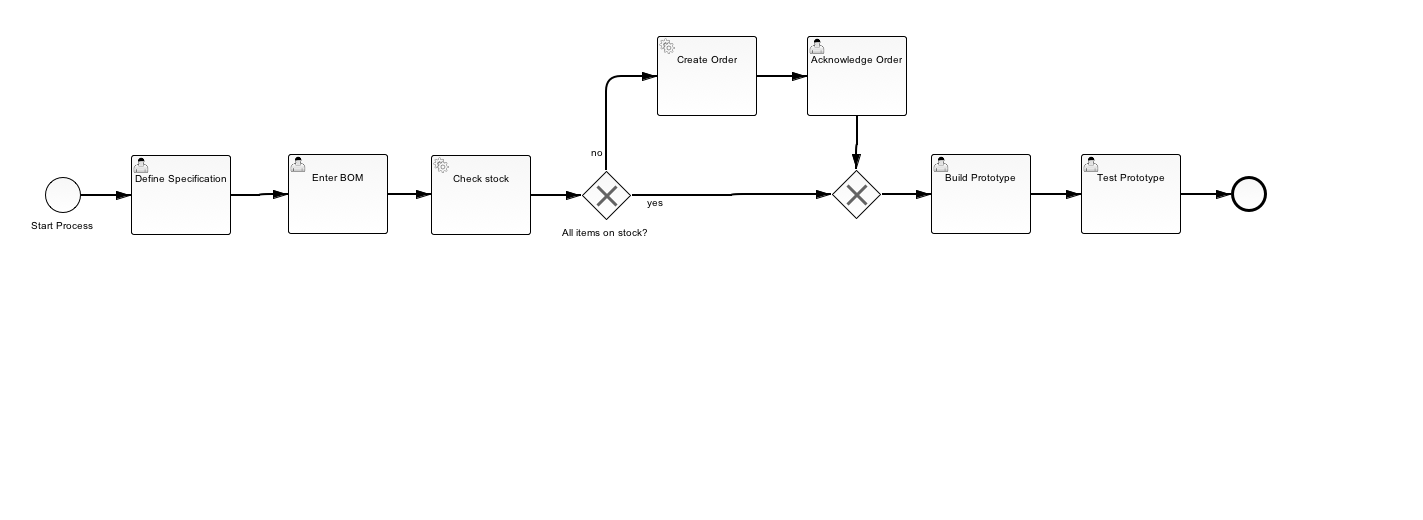 Create Order
Acknowledge Order
no
Define Specification
Enter BOM
Check stock
Build Prototype
Test Prototype
yes
Start Process
All items on stock?